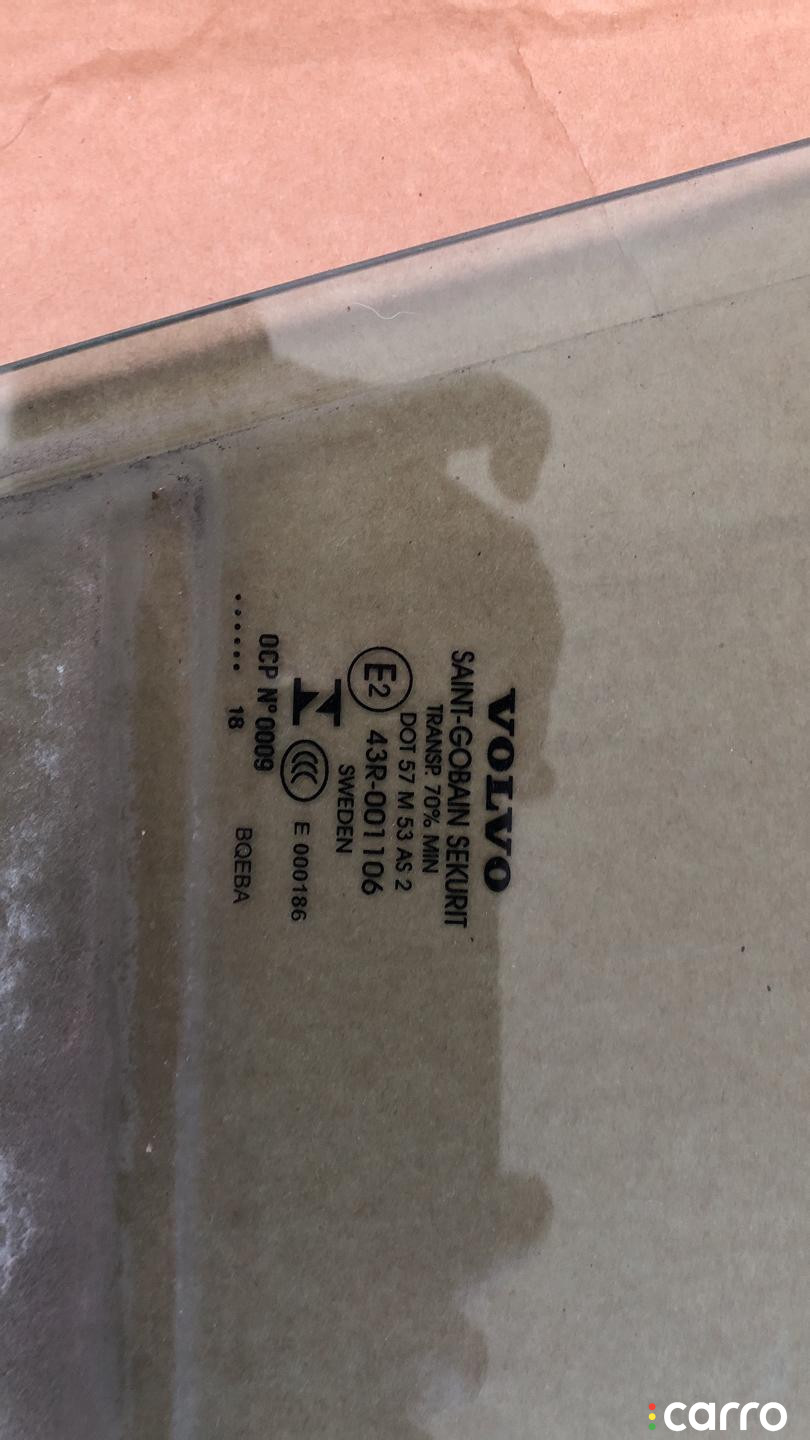 VOLVO
SAINT-GOBAIN SEKURIT
TRANSP. 70% MIN
DOT 57 M 53 AS 2
E2 43R-001106
SWEDEN
E 000186
OCP N° 0009
....... 18 BQEBA
carro